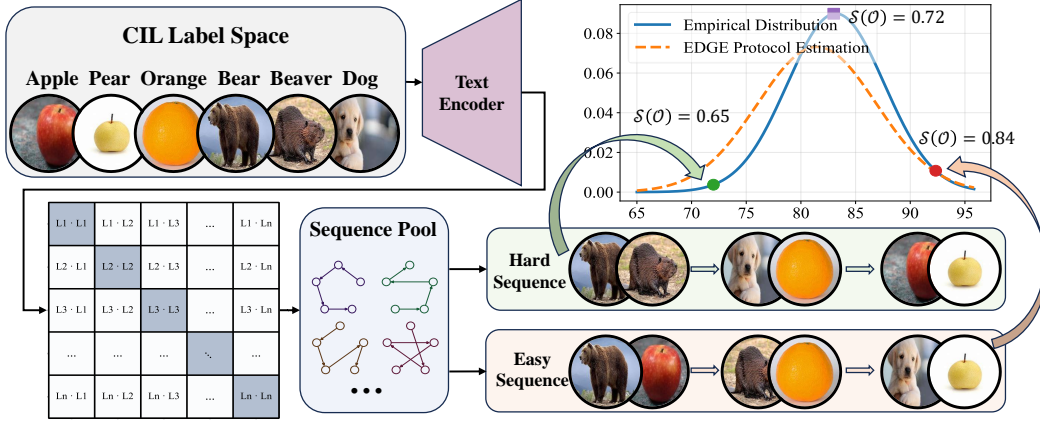 CIL Label Space
Apple Pear Orange Bear Beaver Dog
Text
Encoder
L1 · L1 L1 · L2 L1 · L3 ... L1 · Ln
L2 · L1 L2 · L2 L2 · L3 ... L2 · Ln
L3 · L1 L3 · L2 L3 · L3 ... L3 · Ln
... ... ... ⋱ ...
Ln · L1 Ln · L2 Ln · L3 ... Ln · Ln
Sequence Pool
•••
Empirical Distribution
EDGE Protocol Estimation
𝒮(𝒪) = 0.72
𝒮(𝒪) = 0.65
𝒮(𝒪) = 0.84
0.08
0.06
0.04
0.02
0.00
65 70 75 80 85 90 95
Hard
Sequence
Easy
Sequence